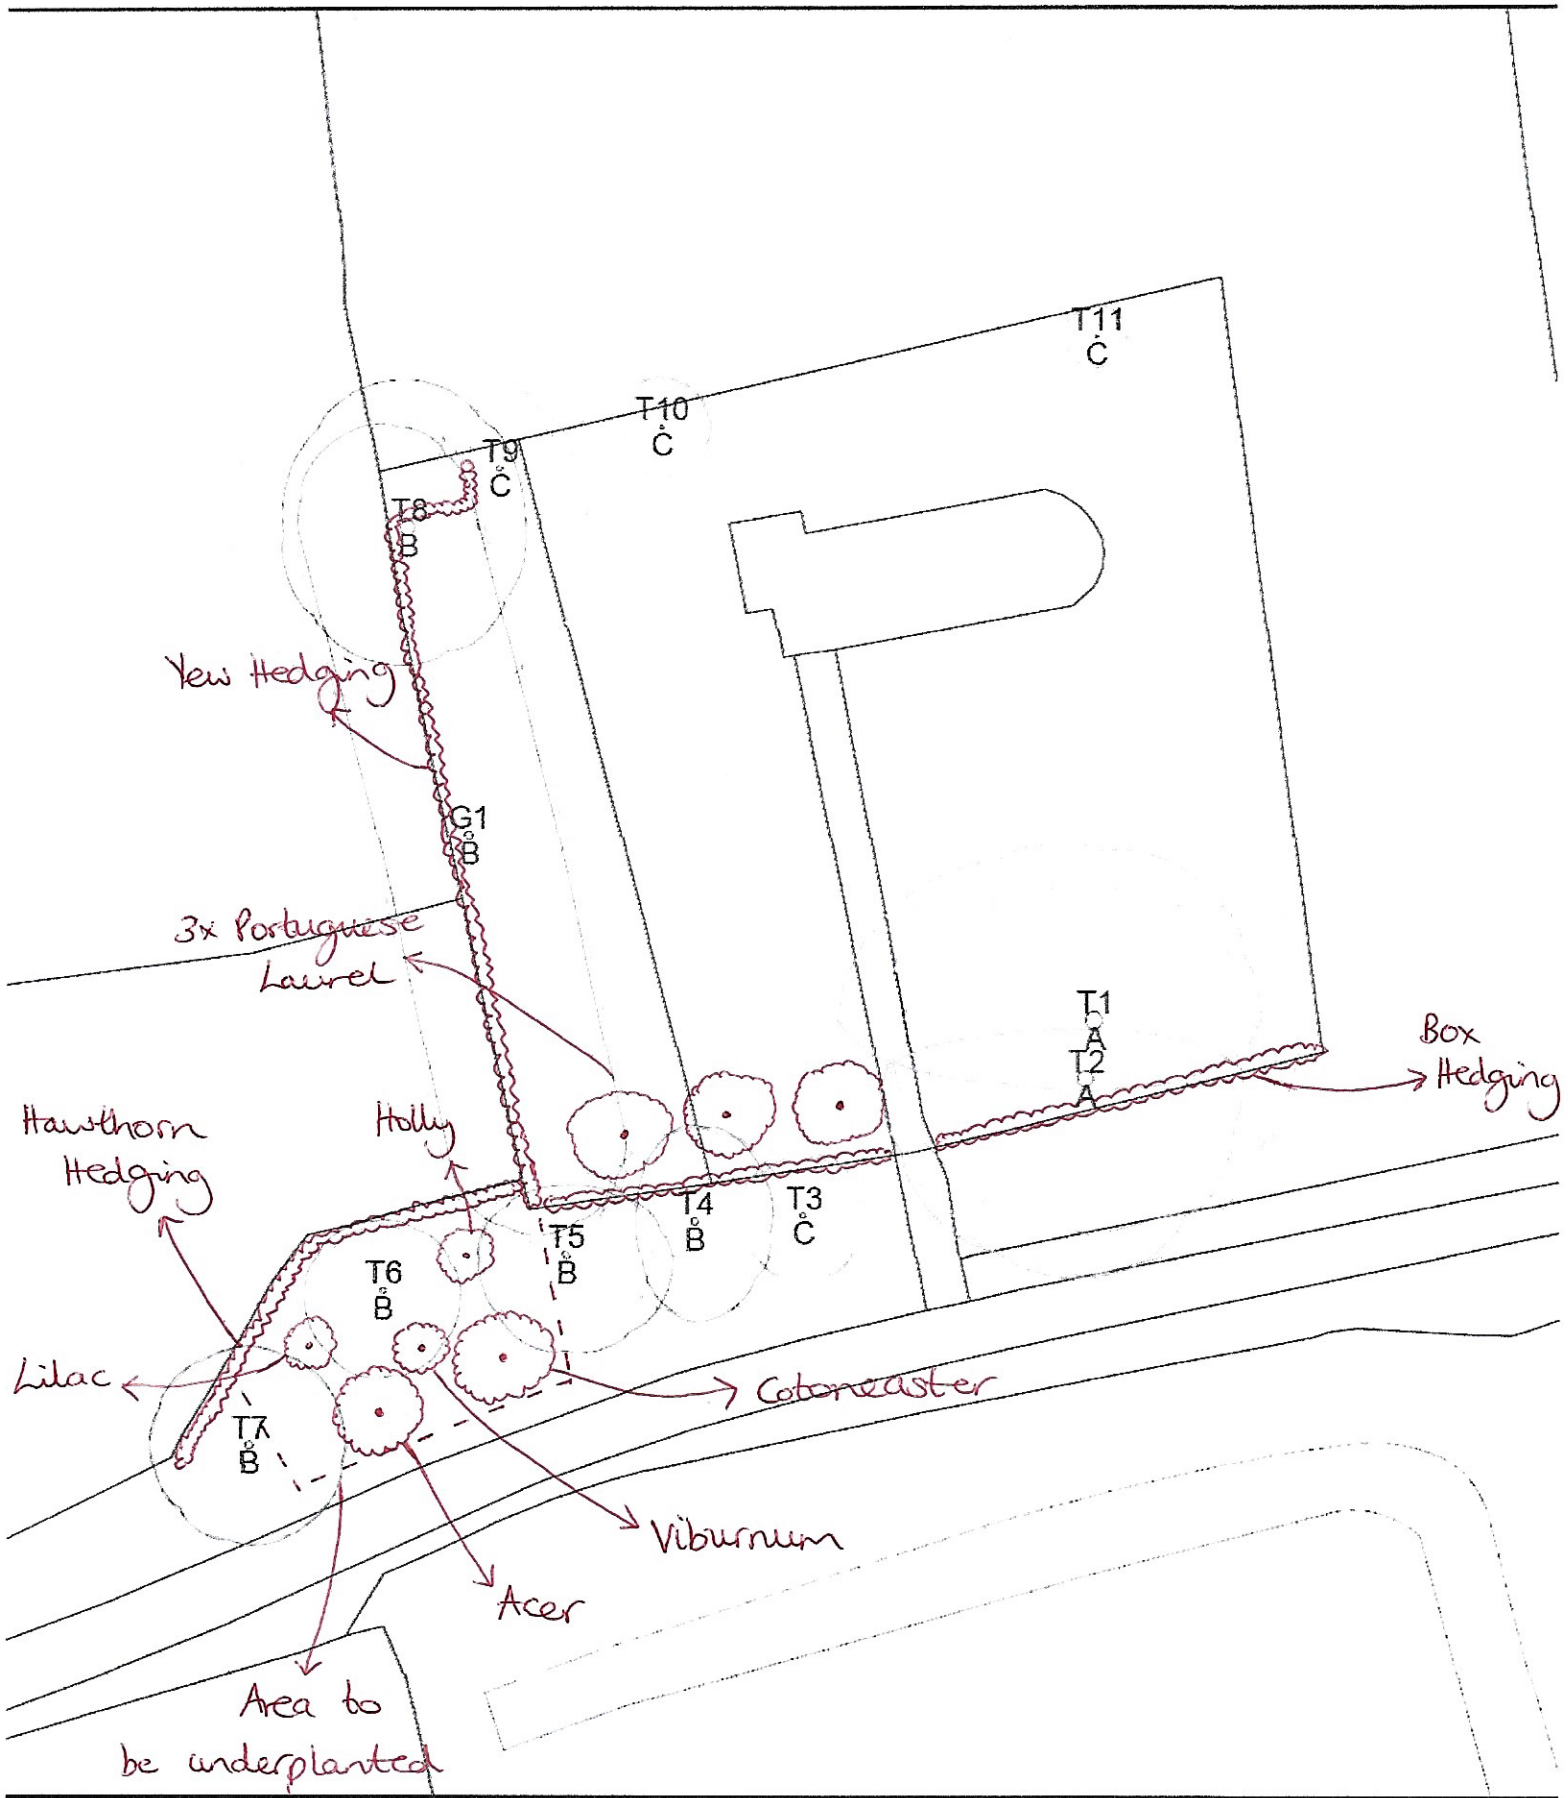 T11
C
T10
C
T9
C
T8
B
Yew Hedging
G1
B
3x Portuguese
Laurel
T1
A
T2
A
Box
Hedging
Hawthorn
Hedging
Holly
T5
B
T4
B
T3
C
T6
B
Lilac
T7
B
Cotoneaster
Viburnum
Acer
Area to
be underplanted